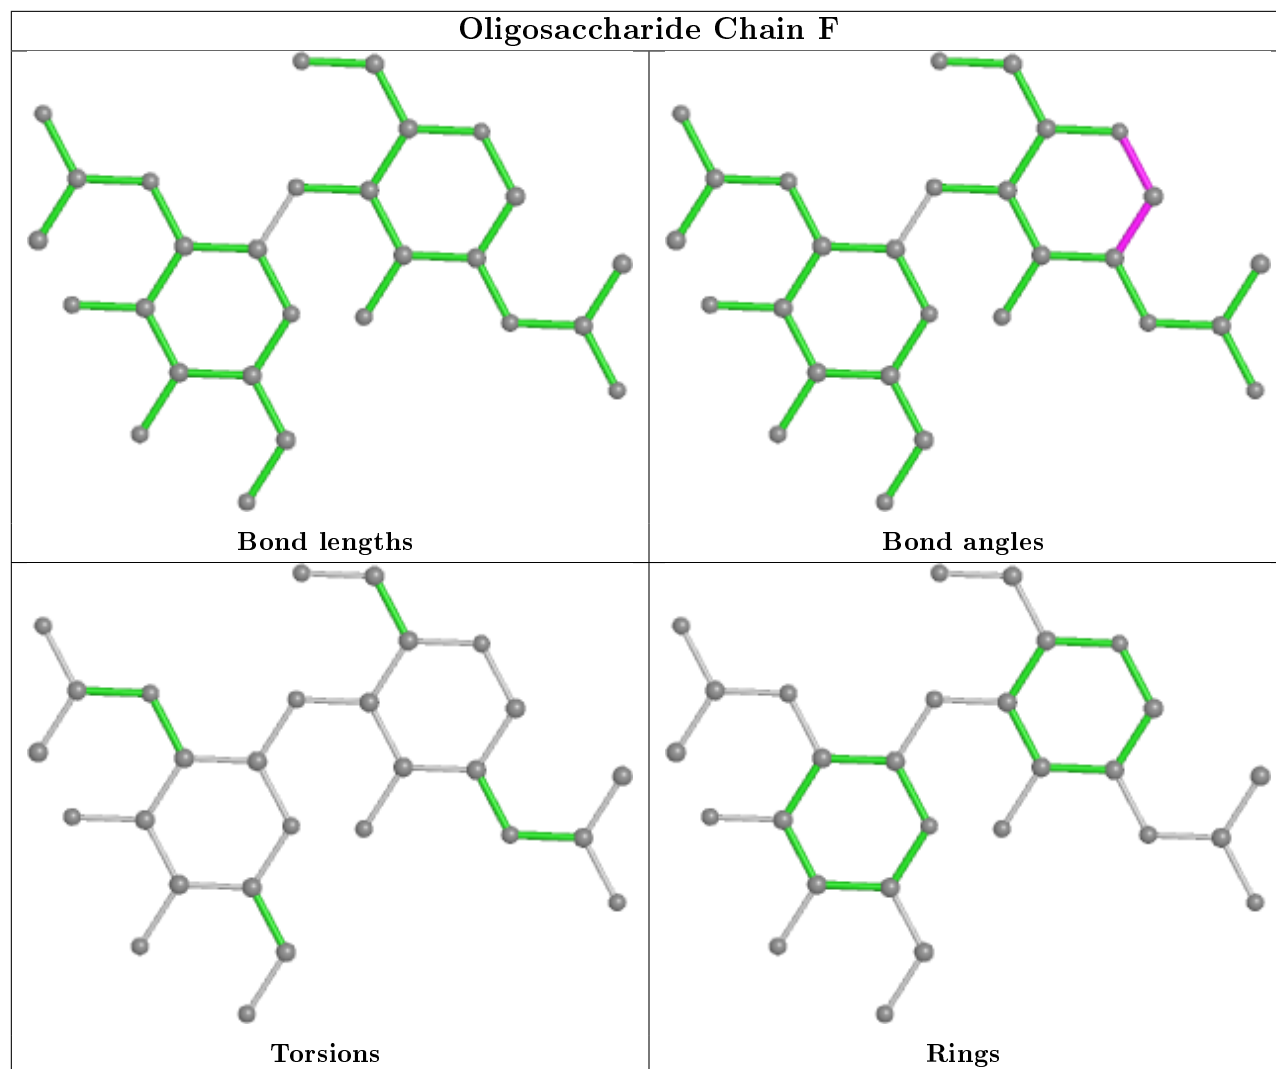 Oligosaccharide Chain F
Bond lengths
Bond angles
Torsions
Rings